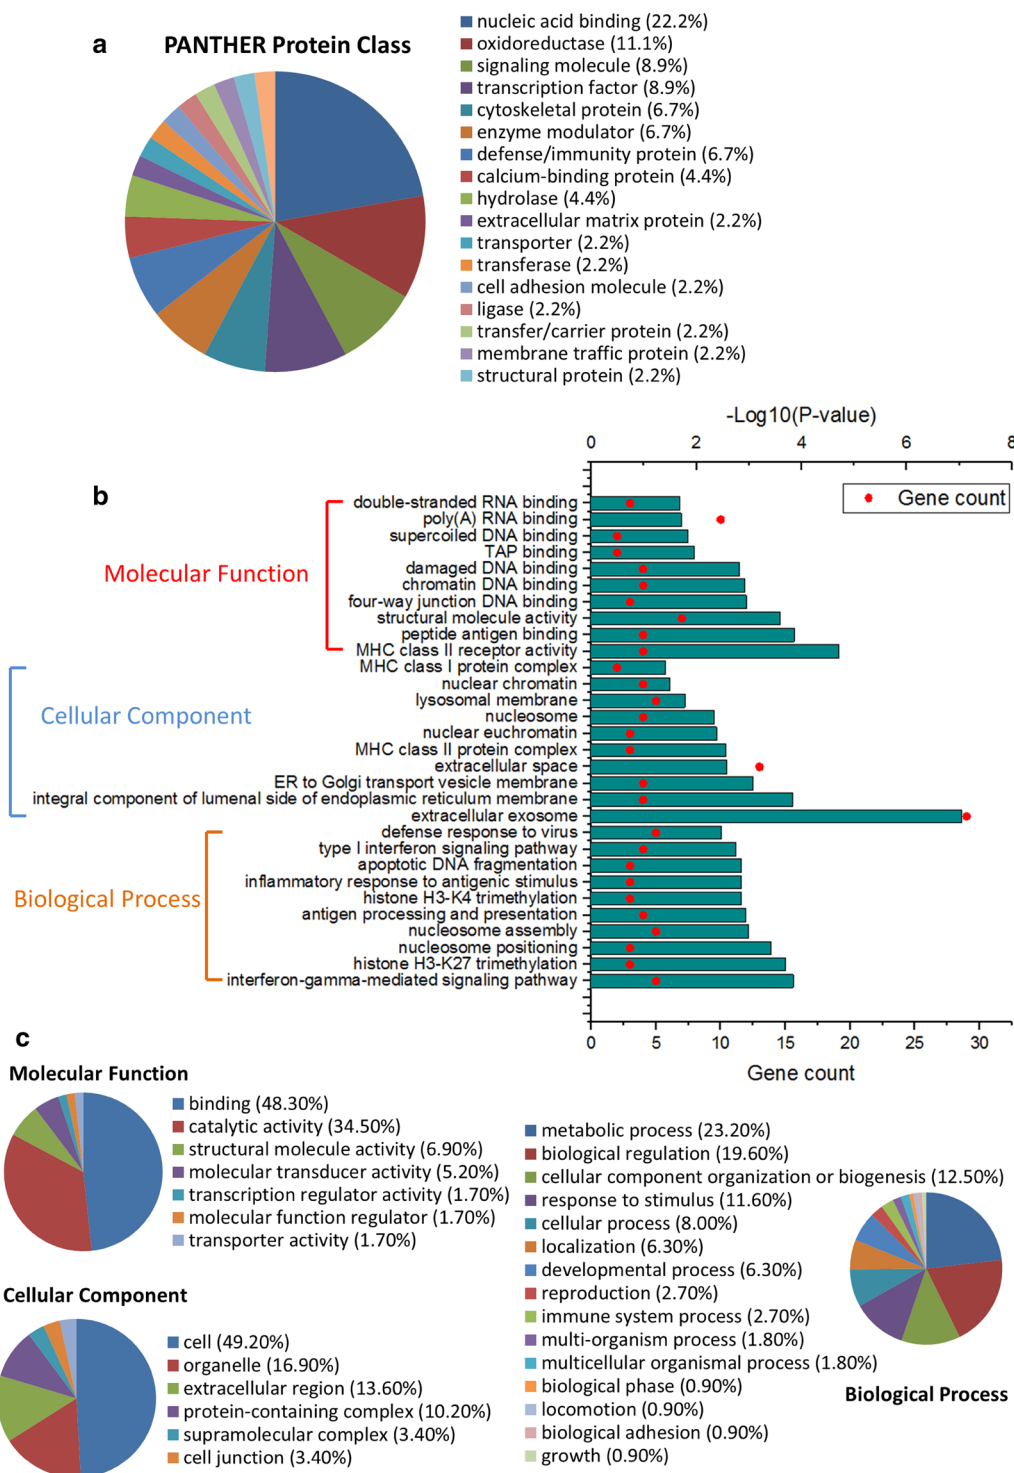 a
PANTHER Protein Class
nucleic acid binding (22.2%)
oxidoreductase (11.1%)
signaling molecule (8.9%)
transcription factor (8.9%)
cytoskeletal protein (6.7%)
enzyme modulator (6.7%)
defense/immunity protein (6.7%)
calcium-binding protein (4.4%)
hydrolase (4.4%)
extracellular matrix protein (2.2%)
transporter (2.2%)
transferase (2.2%)
cell adhesion molecule (2.2%)
ligase (2.2%)
transfer/carrier protein (2.2%)
membrane traffic protein (2.2%)
structural protein (2.2%)
b
-Log10(P-value)
0 2 4 6 8
Gene count
Molecular Function
double-stranded RNA binding
poly(A) RNA binding
supercoiled DNA binding
TAP binding
damaged DNA binding
chromatin DNA binding
four-way junction DNA binding
structural molecule activity
peptide antigen binding
MHC class II receptor activity
Cellular Component
MHC class I protein complex
nuclear chromatin
lysosomal membrane
nucleosome
nuclear euchromatin
MHC class II protein complex
extracellular space
ER to Golgi transport vesicle membrane
integral component of lumenal side of endoplasmic reticulum membrane
extracellular exosome
Biological Process
defense response to virus
type I interferon signaling pathway
apoptotic DNA fragmentation
inflammatory response to antigenic stimulus
histone H3-K4 trimethylation
antigen processing and presentation
nucleosome assembly
nucleosome positioning
histone H3-K27 trimethylation
interferon-gamma-mediated signaling pathway
0 5 10 15 20 25 30
Gene count
c
Molecular Function
binding (48.30%)
catalytic activity (34.50%)
structural molecule activity (6.90%)
molecular transducer activity (5.20%)
transcription regulator activity (1.70%)
molecular function regulator (1.70%)
transporter activity (1.70%)
Cellular Component
cell (49.20%)
organelle (16.90%)
extracellular region (13.60%)
protein-containing complex (10.20%)
supramolecular complex (3.40%)
cell junction (3.40%)
metabolic process (23.20%)
biological regulation (19.60%)
cellular component organization or biogenesis (12.50%)
response to stimulus (11.60%)
cellular process (8.00%)
localization (6.30%)
developmental process (6.30%)
reproduction (2.70%)
immune system process (2.70%)
multi-organism process (1.80%)
multicellular organismal process (1.80%)
biological phase (0.90%)
locomotion (0.90%)
biological adhesion (0.90%)
growth (0.90%)
Biological Process